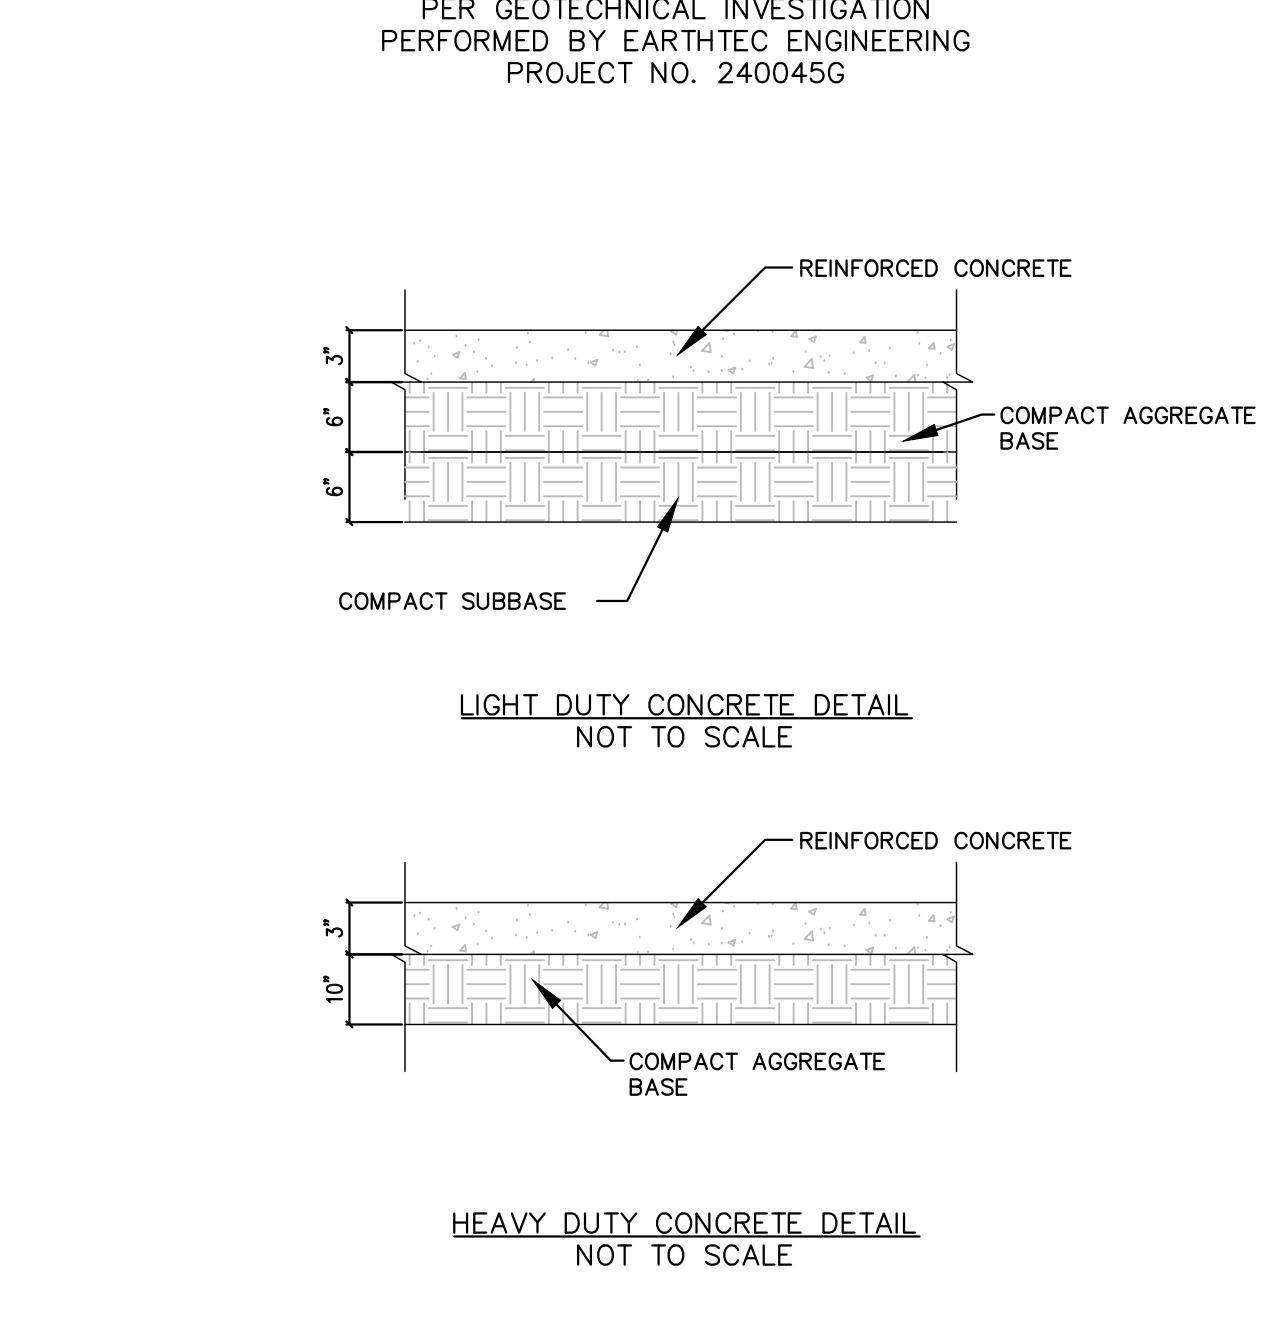 PER GEOTECHNICAL INVESTIGATION
PERFORMED BY EARTHTEC ENGINEERING
PROJECT NO. 240045G
REINFORCED CONCRETE
3"
6"
COMPACT AGGREGATE
BASE
6"
COMPACT SUBBASE
LIGHT DUTY CONCRETE DETAIL
NOT TO SCALE
REINFORCED CONCRETE
3"
10"
COMPACT AGGREGATE
BASE
HEAVY DUTY CONCRETE DETAIL
NOT TO SCALE